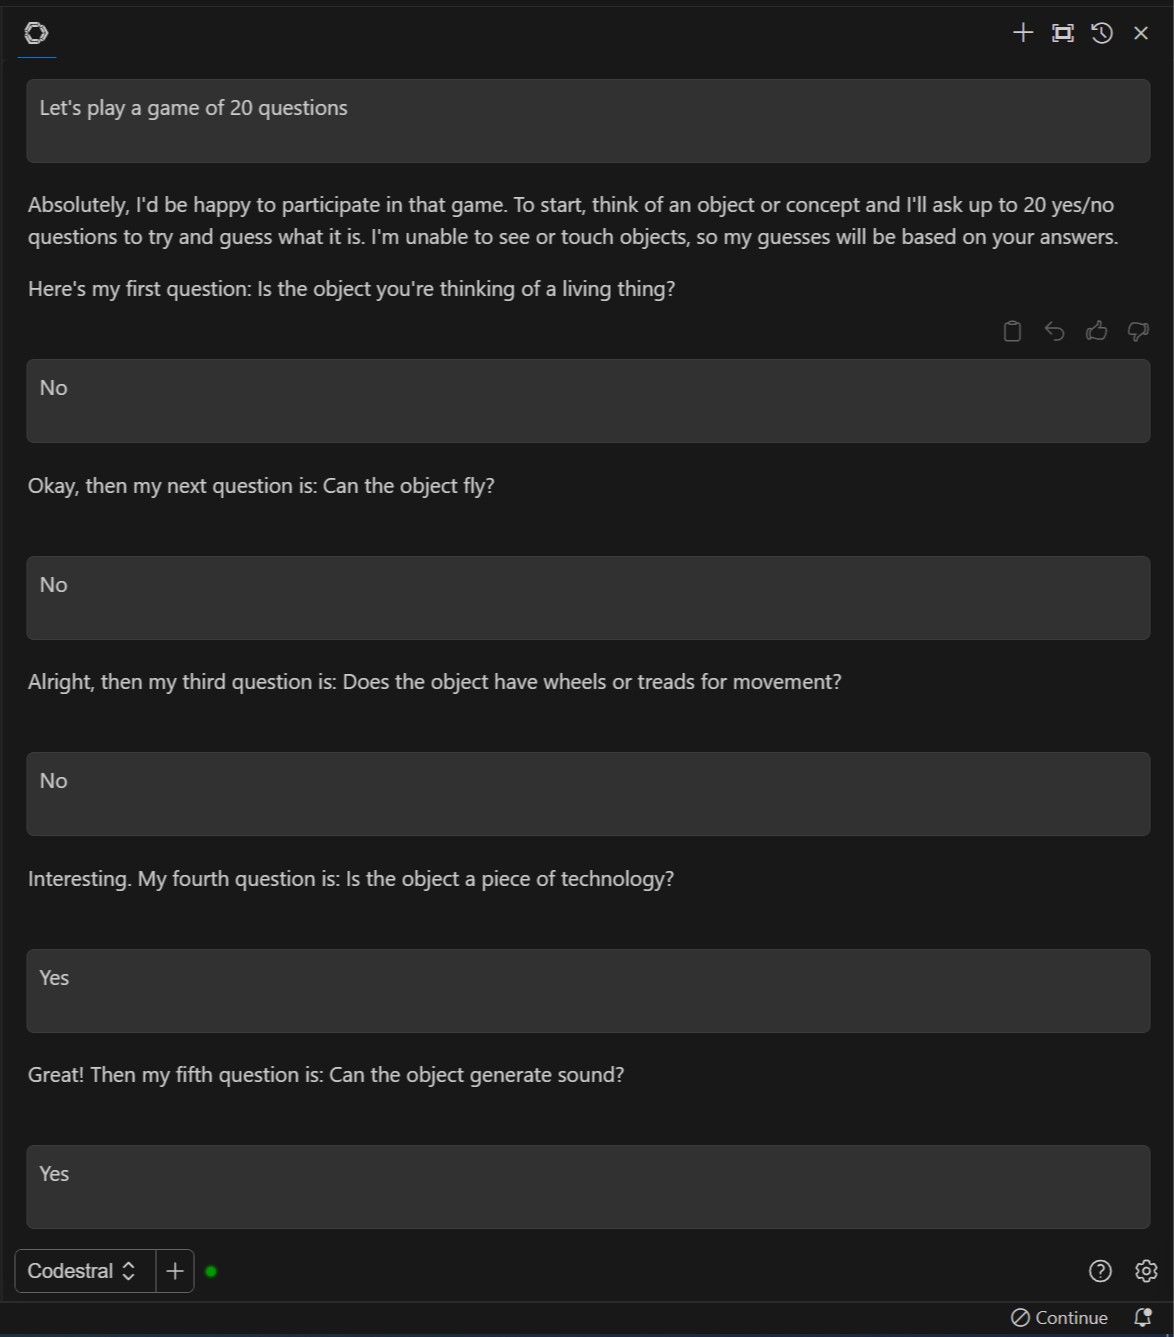 Let's play a game of 20 questions
Absolutely, I'd be happy to participate in that game. To start, think of an object or concept and I'll ask up to 20 yes/no
questions to try and guess what it is. I'm unable to see or touch objects, so my guesses will be based on your answers.
Here's my first question: Is the object you're thinking of a living thing?
No
Okay, then my next question is: Can the object fly?
No
Alright, then my third question is: Does the object have wheels or treads for movement?
No
Interesting. My fourth question is: Is the object a piece of technology?
Yes
Great! Then my fifth question is: Can the object generate sound?
Yes
Codestral
Continue